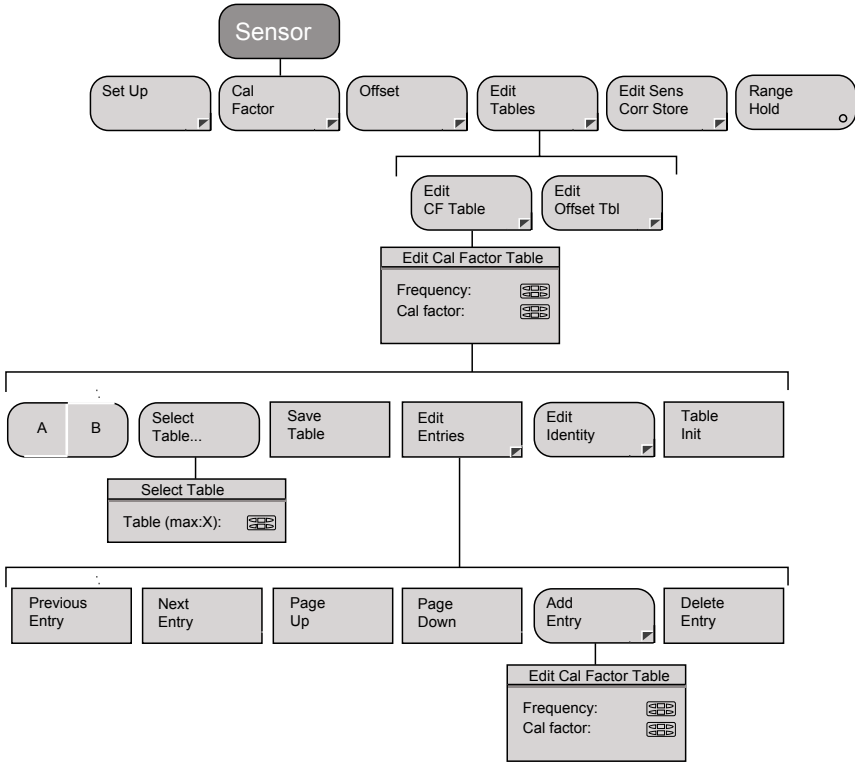 Sensor
Set Up
Cal
Factor
Offset
Edit
Tables
Edit Sens
Corr Store
Range
Hold
Edit
CF Table
Edit
Offset Tbl
Edit Cal Factor Table
Frequency:
Cal factor:
A B
Select
Table...
Save
Table
Edit
Entries
Edit
Identity
Table
Init
Select Table
Table (max:X):
Previous
Entry
Next
Entry
Page
Up
Page
Down
Add
Entry
Delete
Entry
Edit Cal Factor Table
Frequency:
Cal factor: